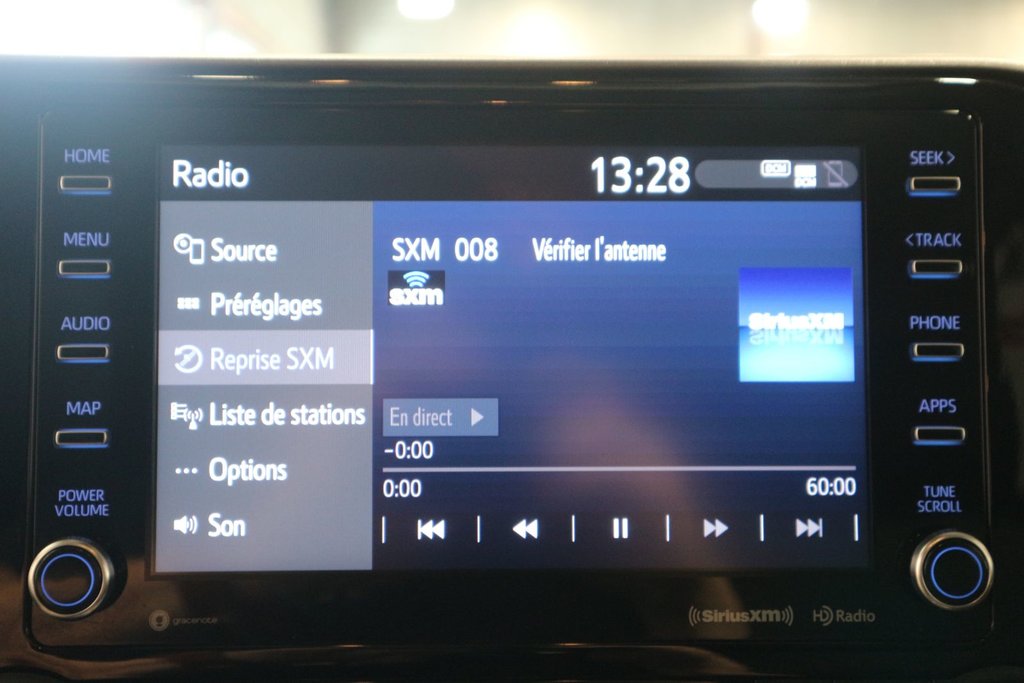 HOME
MENU
AUDIO
MAP
POWER
VOLUME
Radio
13:28
DCM
Source
Préréglages
Reprise SXM
Liste de stations
Options
Son
SXM 008 Vérifier l'antenne
sxm
SiriusXM
En direct
-0:00
0:00
60:00
SEEK >
< TRACK
PHONE
APPS
TUNE
SCROLL
gracenote
SiriusXM
HD Radio